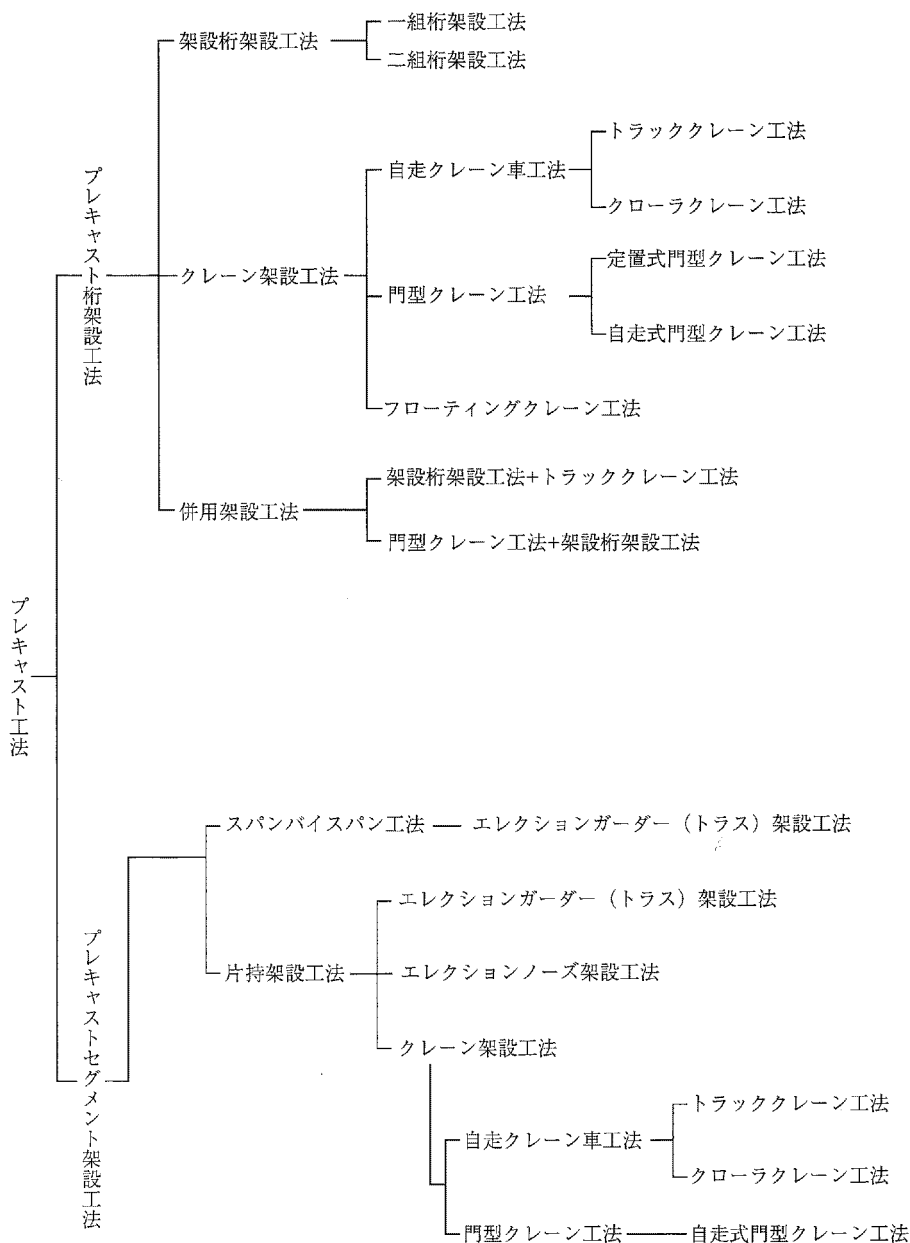 プレキャスト工法
プレキャスト桁架設工法
架設桁架設工法
一組桁架設工法
二組桁架設工法
クレーン架設工法
自走クレーン車工法
トラッククレーン工法
クローラクレーン工法
門型クレーン工法
定置式門型クレーン工法
自走式門型クレーン工法
フローティングクレーン工法
併用架設工法
架設桁架設工法+トラッククレーン工法
門型クレーン工法+架設桁架設工法
プレキャストセグメント架設工法
スパンバイスパン工法
エレクションガーダー（トラス）架設工法
片持架設工法
エレクションガーダー（トラス）架設工法
エレクションノーズ架設工法
クレーン架設工法
自走クレーン車工法
トラッククレーン工法
クローラクレーン工法
門型クレーン工法
自走式門型クレーン工法